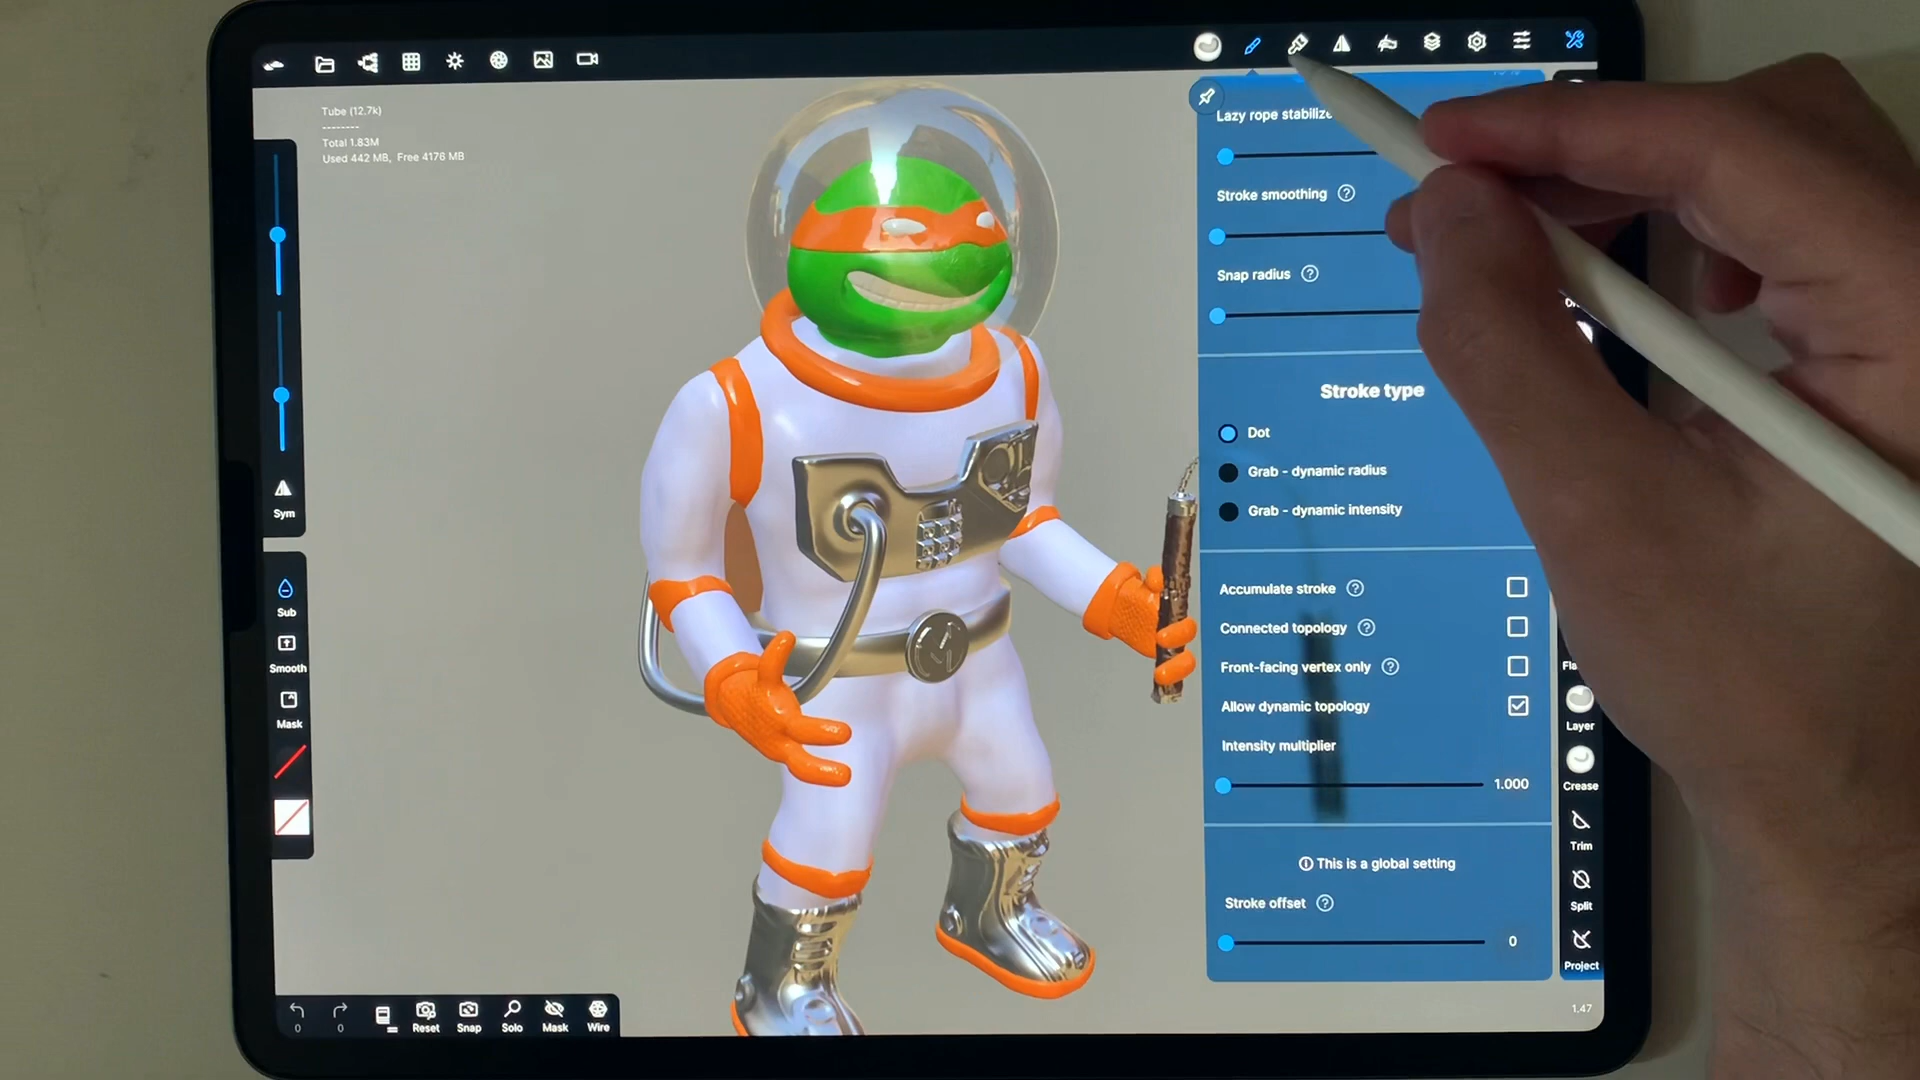 Tube (12.7k)
--------
Total 1.83M
Used 442 MB, Free 4176 MB
Sym
Sub
Smooth
Mask
0
0
Reset
Snap
Solo
Mask
Wire
Lazy rope
Stroke smoothing
Snap radius
Stroke type
Dot
Grab - dynamic radius
Grab - dynamic intensity
Accumulate stroke
Connected topology
Front-facing vertex only
Allow dynamic topology
Intensity multiplier
1.000
This is a global setting
Stroke offset
0
Layer
Crease
Trim
Split
Project
1.47